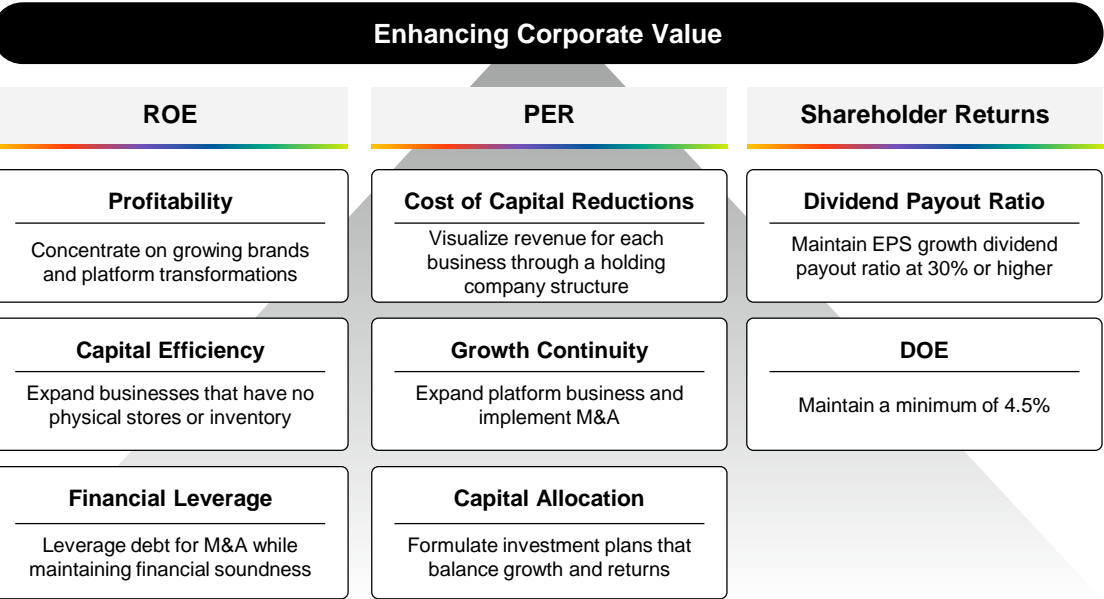 Enhancing Corporate Value
ROE
PER
Shareholder Returns
Profitability
Concentrate on growing brands
and platform transformations
Cost of Capital Reductions
Visualize revenue for each
business through a holding
company structure
Dividend Payout Ratio
Maintain EPS growth dividend
payout ratio at 30% or higher
Capital Efficiency
Expand businesses that have no
physical stores or inventory
Growth Continuity
Expand platform business and
implement M&A
DOE
Maintain a minimum of 4.5%
Financial Leverage
Leverage debt for M&A while
maintaining financial soundness
Capital Allocation
Formulate investment plans that
balance growth and returns